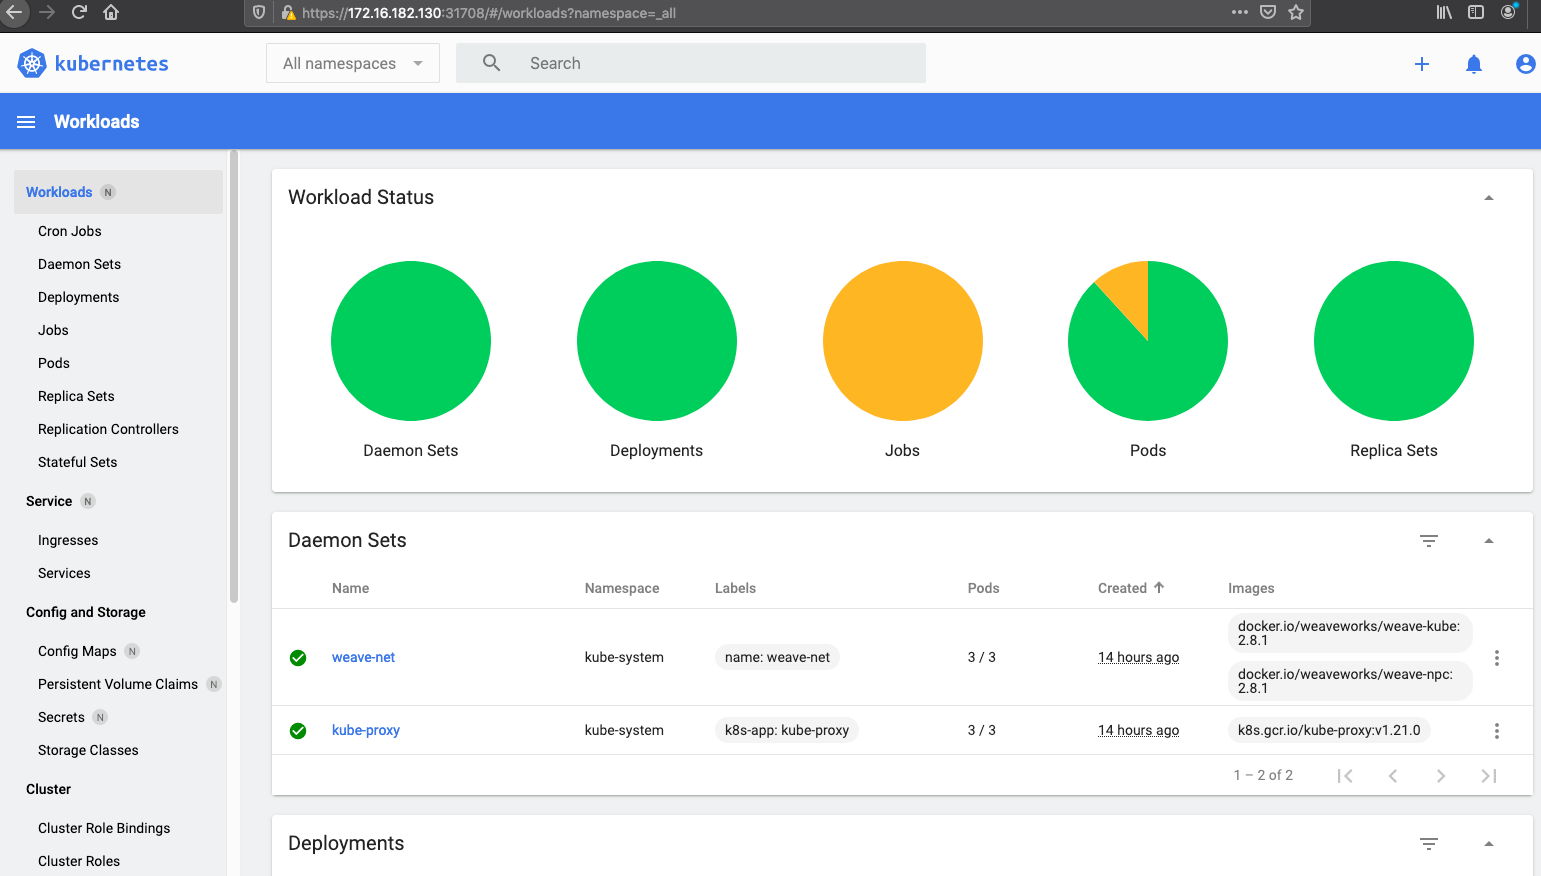 https://172.16.182.130:31708/#/workloads?namespace=_all
kubernetes
All namespaces
Search
Workloads
Workloads N
Cron Jobs
Daemon Sets
Deployments
Jobs
Pods
Replica Sets
Replication Controllers
Stateful Sets
Service N
Ingresses
Services
Config and Storage
Config Maps N
Persistent Volume Claims N
Secrets N
Storage Classes
Cluster
Cluster Role Bindings
Cluster Roles
Workload Status
Daemon Sets
Deployments
Jobs
Pods
Replica Sets
Daemon Sets
Name Namespace Labels Pods Created Images
weave-net kube-system name: weave-net 3 / 3 14 hours ago
docker.io/weaveworks/weave-kube:
2.8.1
docker.io/weaveworks/weave-npc:
2.8.1
kube-proxy kube-system k8s-app: kube-proxy 3 / 3 14 hours ago k8s.gcr.io/kube-proxy:v1.21.0
1 – 2 of 2
Deployments